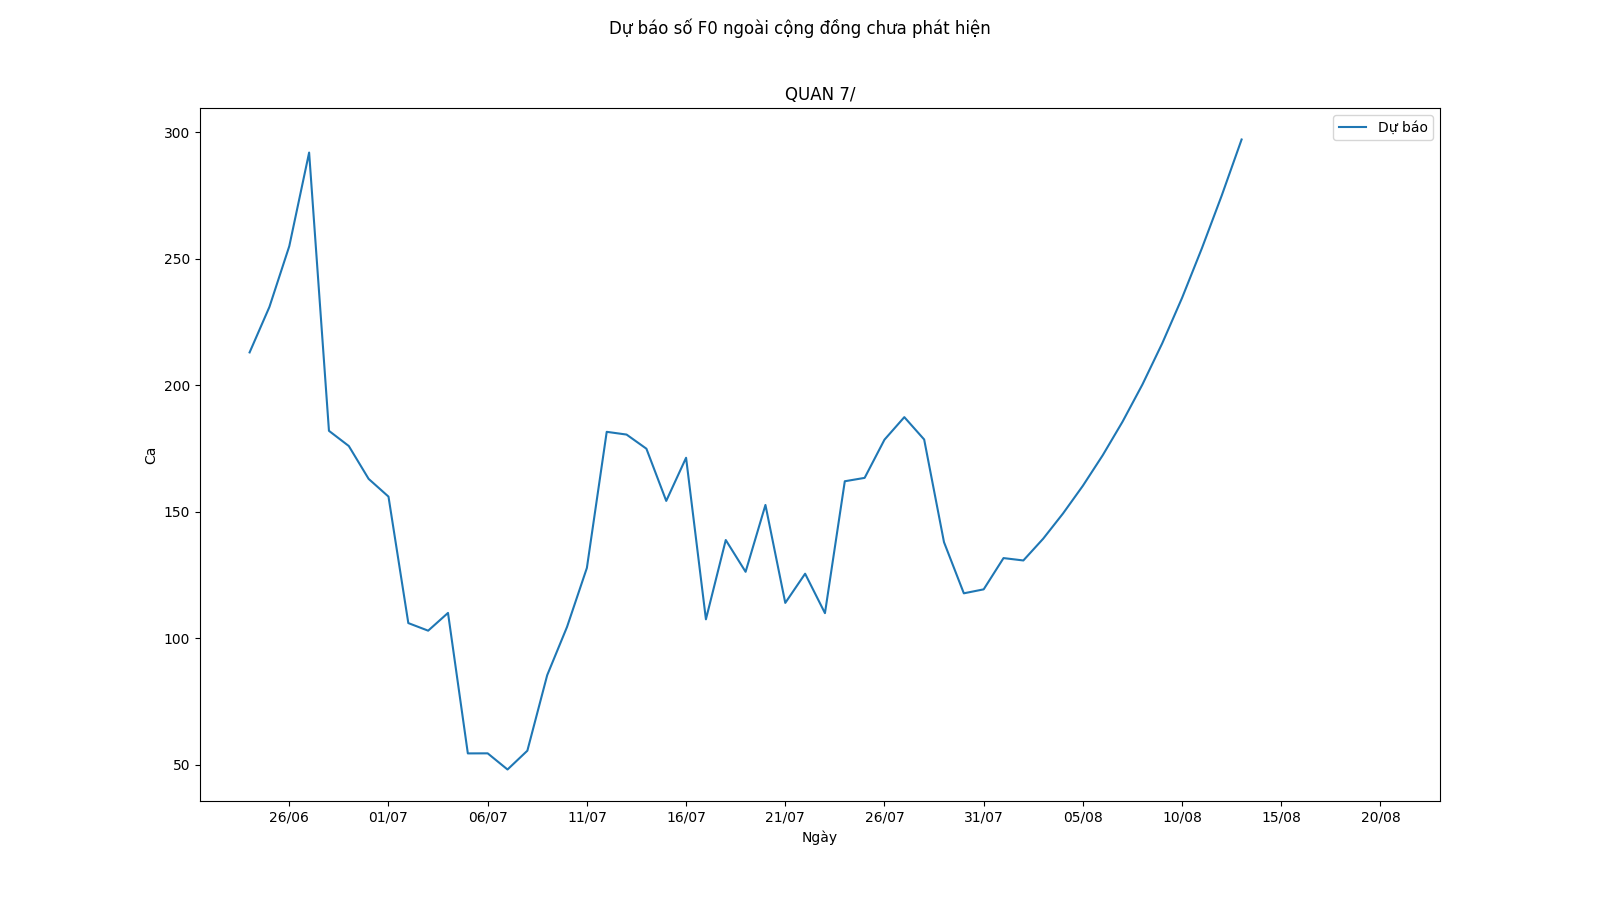 Dự báo số F0 ngoài cộng đồng chưa phát hiện
QUAN 7/
Dự báo
300
250
200
150
100
50
Ca
26/06 01/07 06/07 11/07 16/07 21/07 26/07 31/07 05/08 10/08 15/08 20/08
Ngày